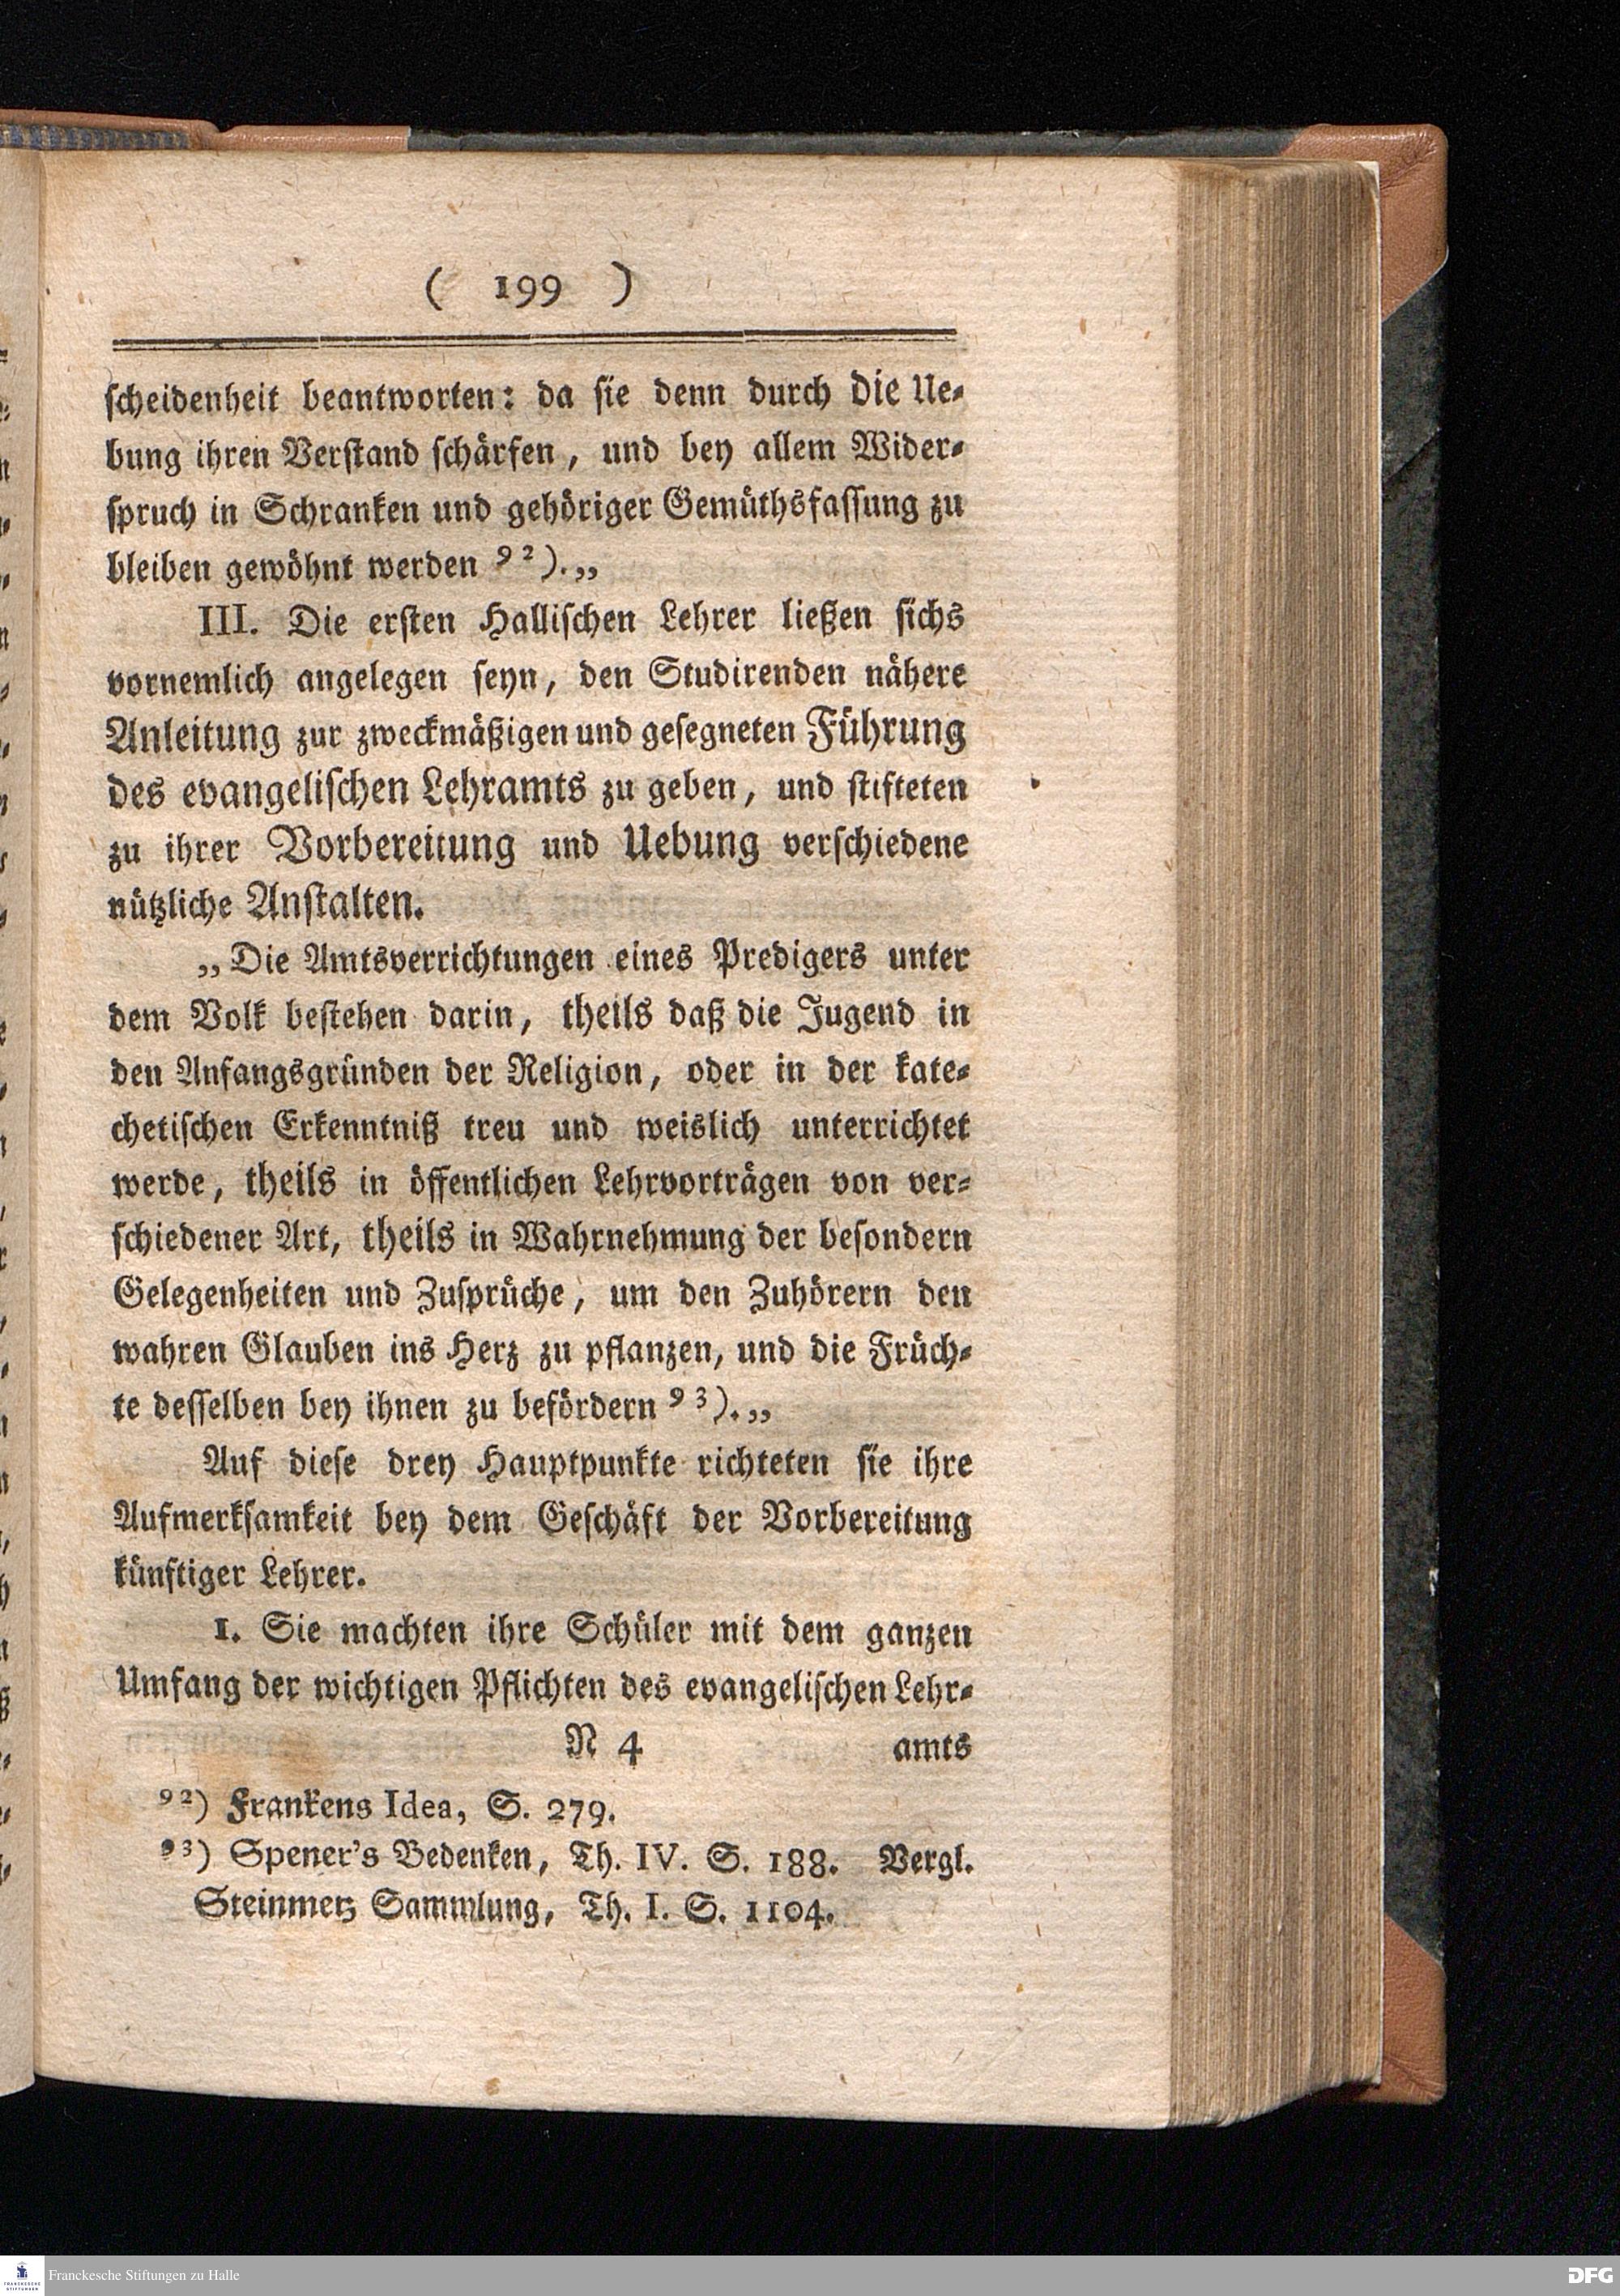 ( 199 )
scheidenheit beantworten: da sie denn durch die Ue-
bung ihren Verstand schärfen, und bey allem Wider-
spruch in Schranken und gehöriger Gemüthsfassung zu
bleiben gewöhnt werden 92).„
III. Die ersten Hallischen Lehrer ließen sichs
vornemlich angelegen seyn, den Studirenden nähere
Anleitung zur zweckmäßigen und gesegneten Führung
des evangelischen Lehramts zu geben, und stifteten
zu ihrer Vorbereitung und Uebung verschiedene
nützliche Anstalten.
„Die Amtsverrichtungen eines Predigers unter
dem Volk bestehen darin, theils daß die Jugend in
den Anfangsgründen der Religion, oder in der kate-
chetischen Erkenntniß treu und weislich unterrichtet
werde, theils in öffentlichen Lehrvorträgen von ver-
schiedener Art, theils in Wahrnehmung der besondern
Gelegenheiten und Zusprüche, um den Zuhörern den
wahren Glauben ins Herz zu pflanzen, und die Früch-
te desselben bey ihnen zu befördern 93).„
Auf diese drey Hauptpunkte richteten sie ihre
Aufmerksamkeit bey dem Geschäft der Vorbereitung
künftiger Lehrer.
1. Sie machten ihre Schüler mit dem ganzen
Umfang der wichtigen Pflichten des evangelischen Lehr-
N 4 amts
92) Frankens Idea, S. 279.
93) Spener's Bedenken, Th. IV. S. 188. Vergl.
Steinmetz Sammlung, Th. I. S. 1104.
FRANCKESCHE
STIFTUNGEN
Franckesche Stiftungen zu Halle
DFG